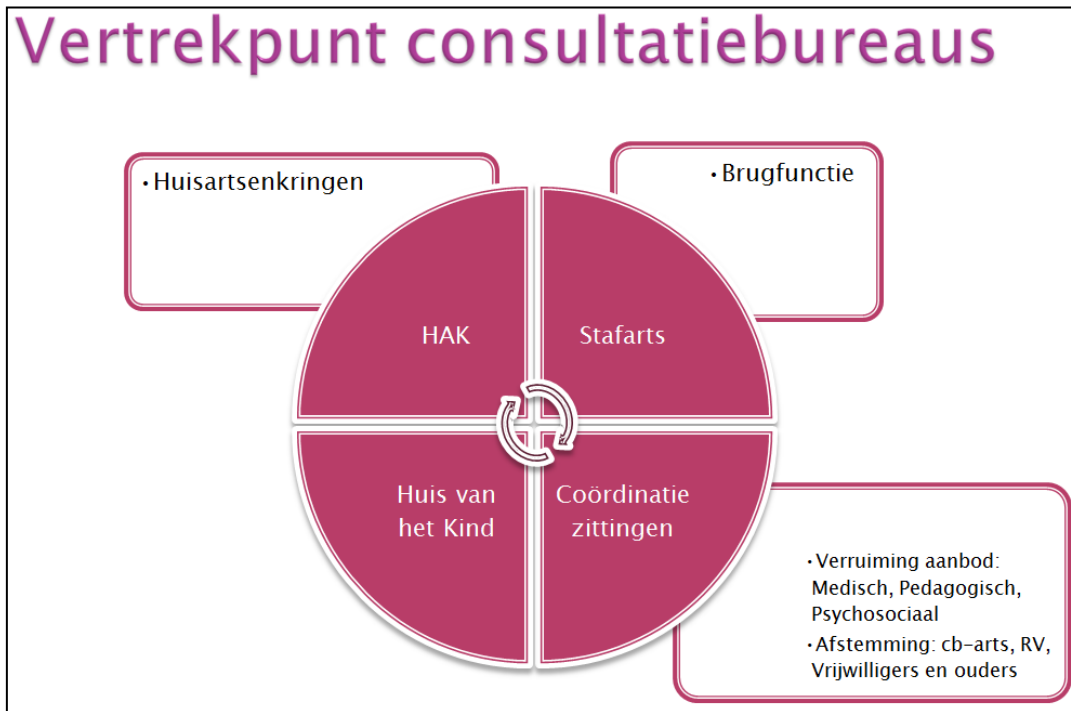 Vertrekpunt consultatiebureaus
• Huisartsenkringen
• Brugfunctie
HAK
Stafarts
Huis van
het Kind
Coördinatie
zittingen
• Verruiming aanbod:
Medisch, Pedagogisch,
Psychosociaal
• Afstemming: cb-arts, RV,
Vrijwilligers en ouders